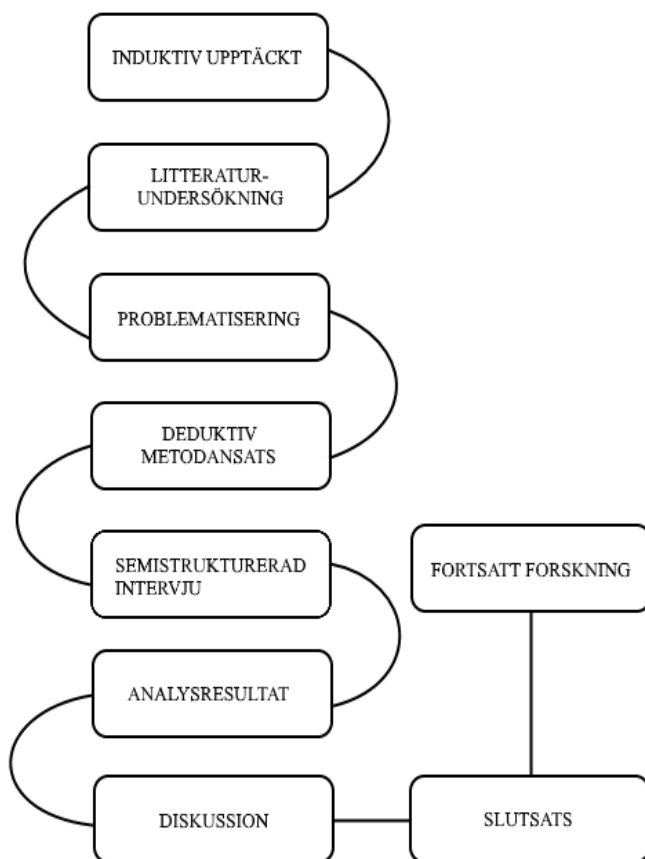 INDUKTIV UPPTÄCKT
LITTERATUR-
UNDERSÖKNING
PROBLEMATISERING
DEDUKTIV
METODANSATS
SEMISTRUKTURERAD
INTERVJU
FORTSATT FORSKNING
ANALYSRESULTAT
DISKUSSION
SLUTSATS